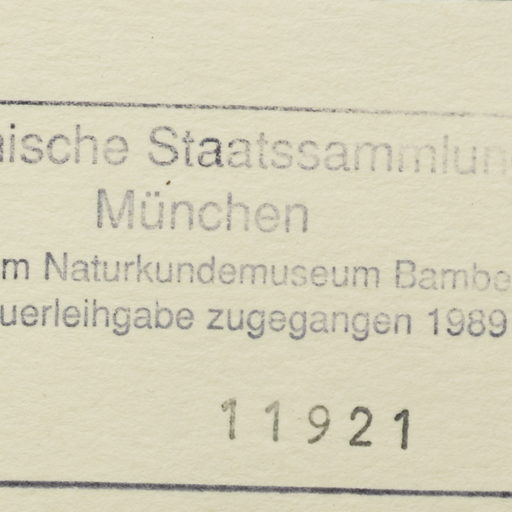 ische Staatssammlun
München
m Naturkundemuseum Bambe
uerleihgabe zugegangen 1989
11921